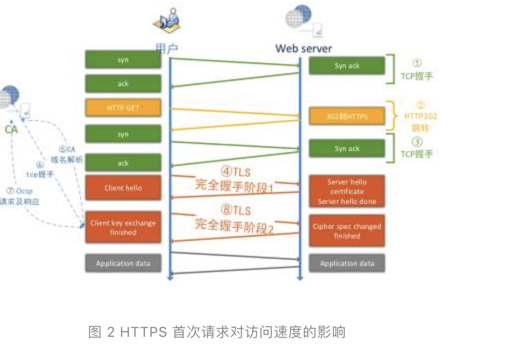 用户
Web server
syn
Syn ack
①
TCP握手
ack
HTTP GET
302到HTTPS
②
HTTP302
跳转
syn
Syn ack
③
TCP握手
ack
CA
⑤CA
域名解析
⑥
tcp握手
⑦ Ocsp
请求及响应
Client hello
④TLS
完全握手阶段1
Server hello
certificate
Server hello done
Client key exchange
finished
⑧TLS
完全握手阶段2
Cipher spec changed
finished
Application data
Application data
图 2 HTTPS 首次请求对访问速度的影响